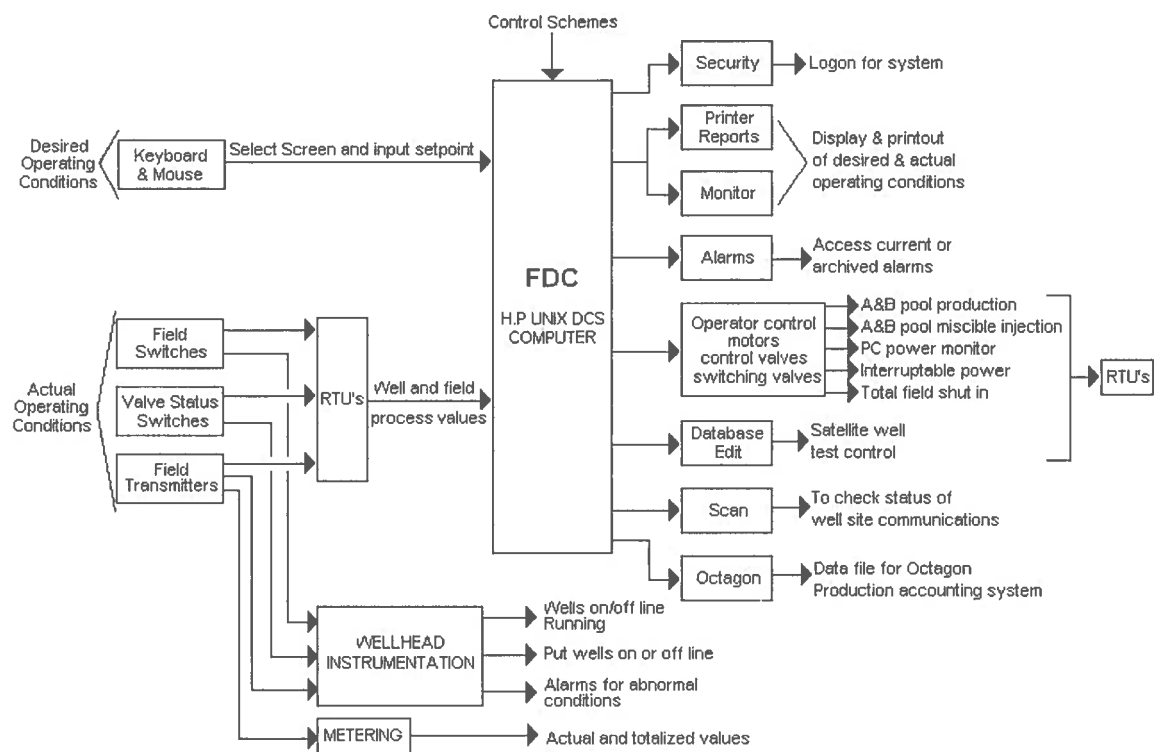 Control Schemes
Security
Logon for system
Printer
Reports
Display & printout
of desired & actual
operating conditions
Monitor
Desired
Operating
Conditions
Keyboard
& Mouse
Select Screen and input setpoint
FDC
H.P UNIX DCS
COMPUTER
Alarms
Access current or
archived alarms
Operator control
motors
control valves
switching valves
A&B pool production
A&B pool miscible injection
PC power monitor
Interruptable power
Total field shut in
RTU's
Actual
Operating
Conditions
Field
Switches
Valve Status
Switches
Field
Transmitters
RTU's
Well and field
process values
Database
Edit
Satellite well
test control
Scan
To check status of
well site communications
Octagon
Data file for Octagon
Production accounting system
WELLHEAD
INSTRUMENTATION
Wells on/off line
Running
Put wells on or off line
Alarms for abnormal
conditions
METERING
Actual and totalized values